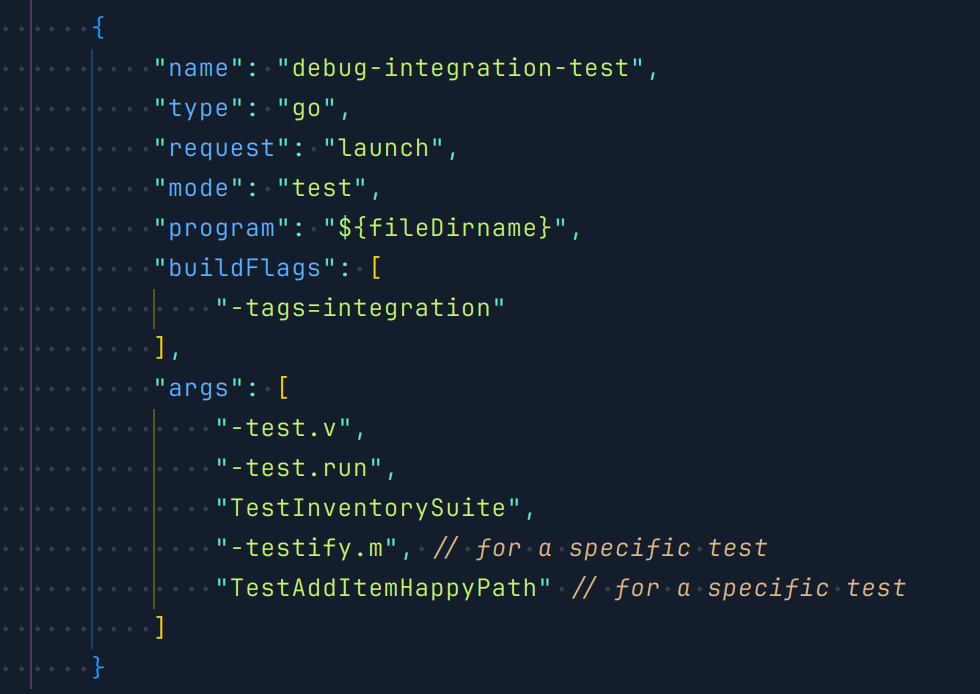 {
"name": "debug-integration-test",
"type": "go",
"request": "launch",
"mode": "test",
"program": "${fileDirname}",
"buildFlags": [
"-tags=integration"
],
"args": [
"-test.v",
"-test.run",
"TestInventorySuite",
"-testify.m", // for a specific test
"TestAddItemHappyPath" // for a specific test
]
}